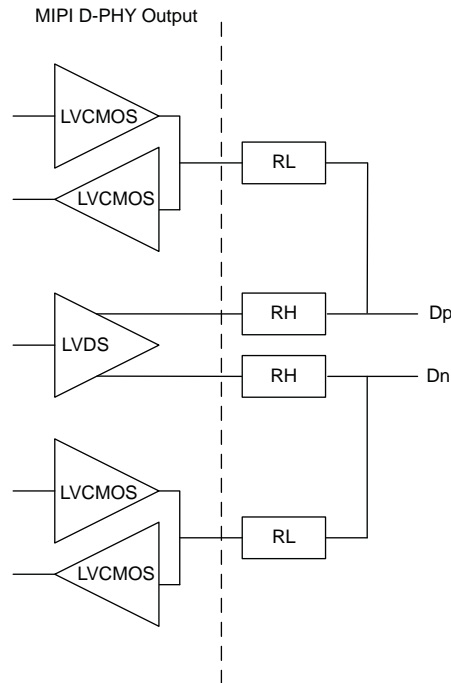 MIPI D-PHY Output
LVCMOS
RL
LVCMOS
RH
Dp
LVDS
RH
Dn
LVCMOS
RL
LVCMOS